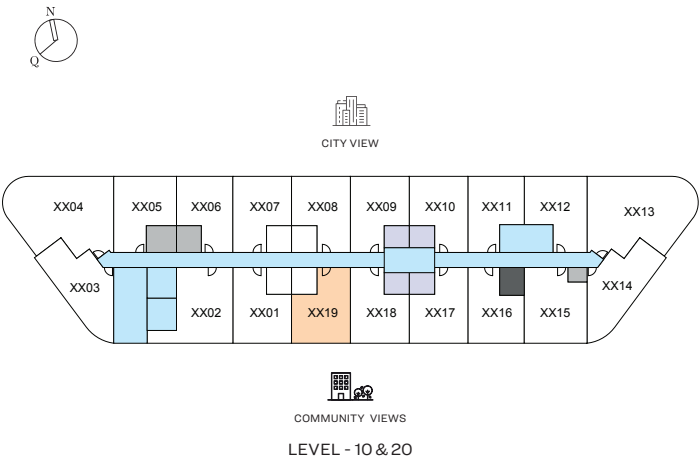 N
Q
CITY VIEW
XX04 XX05 XX06 XX07 XX08 XX09 XX10 XX11 XX12 XX13
XX03 XX14
XX02 XX01 XX19 XX18 XX17 XX16 XX15
COMMUNITY VIEWS
LEVEL - 10 & 20